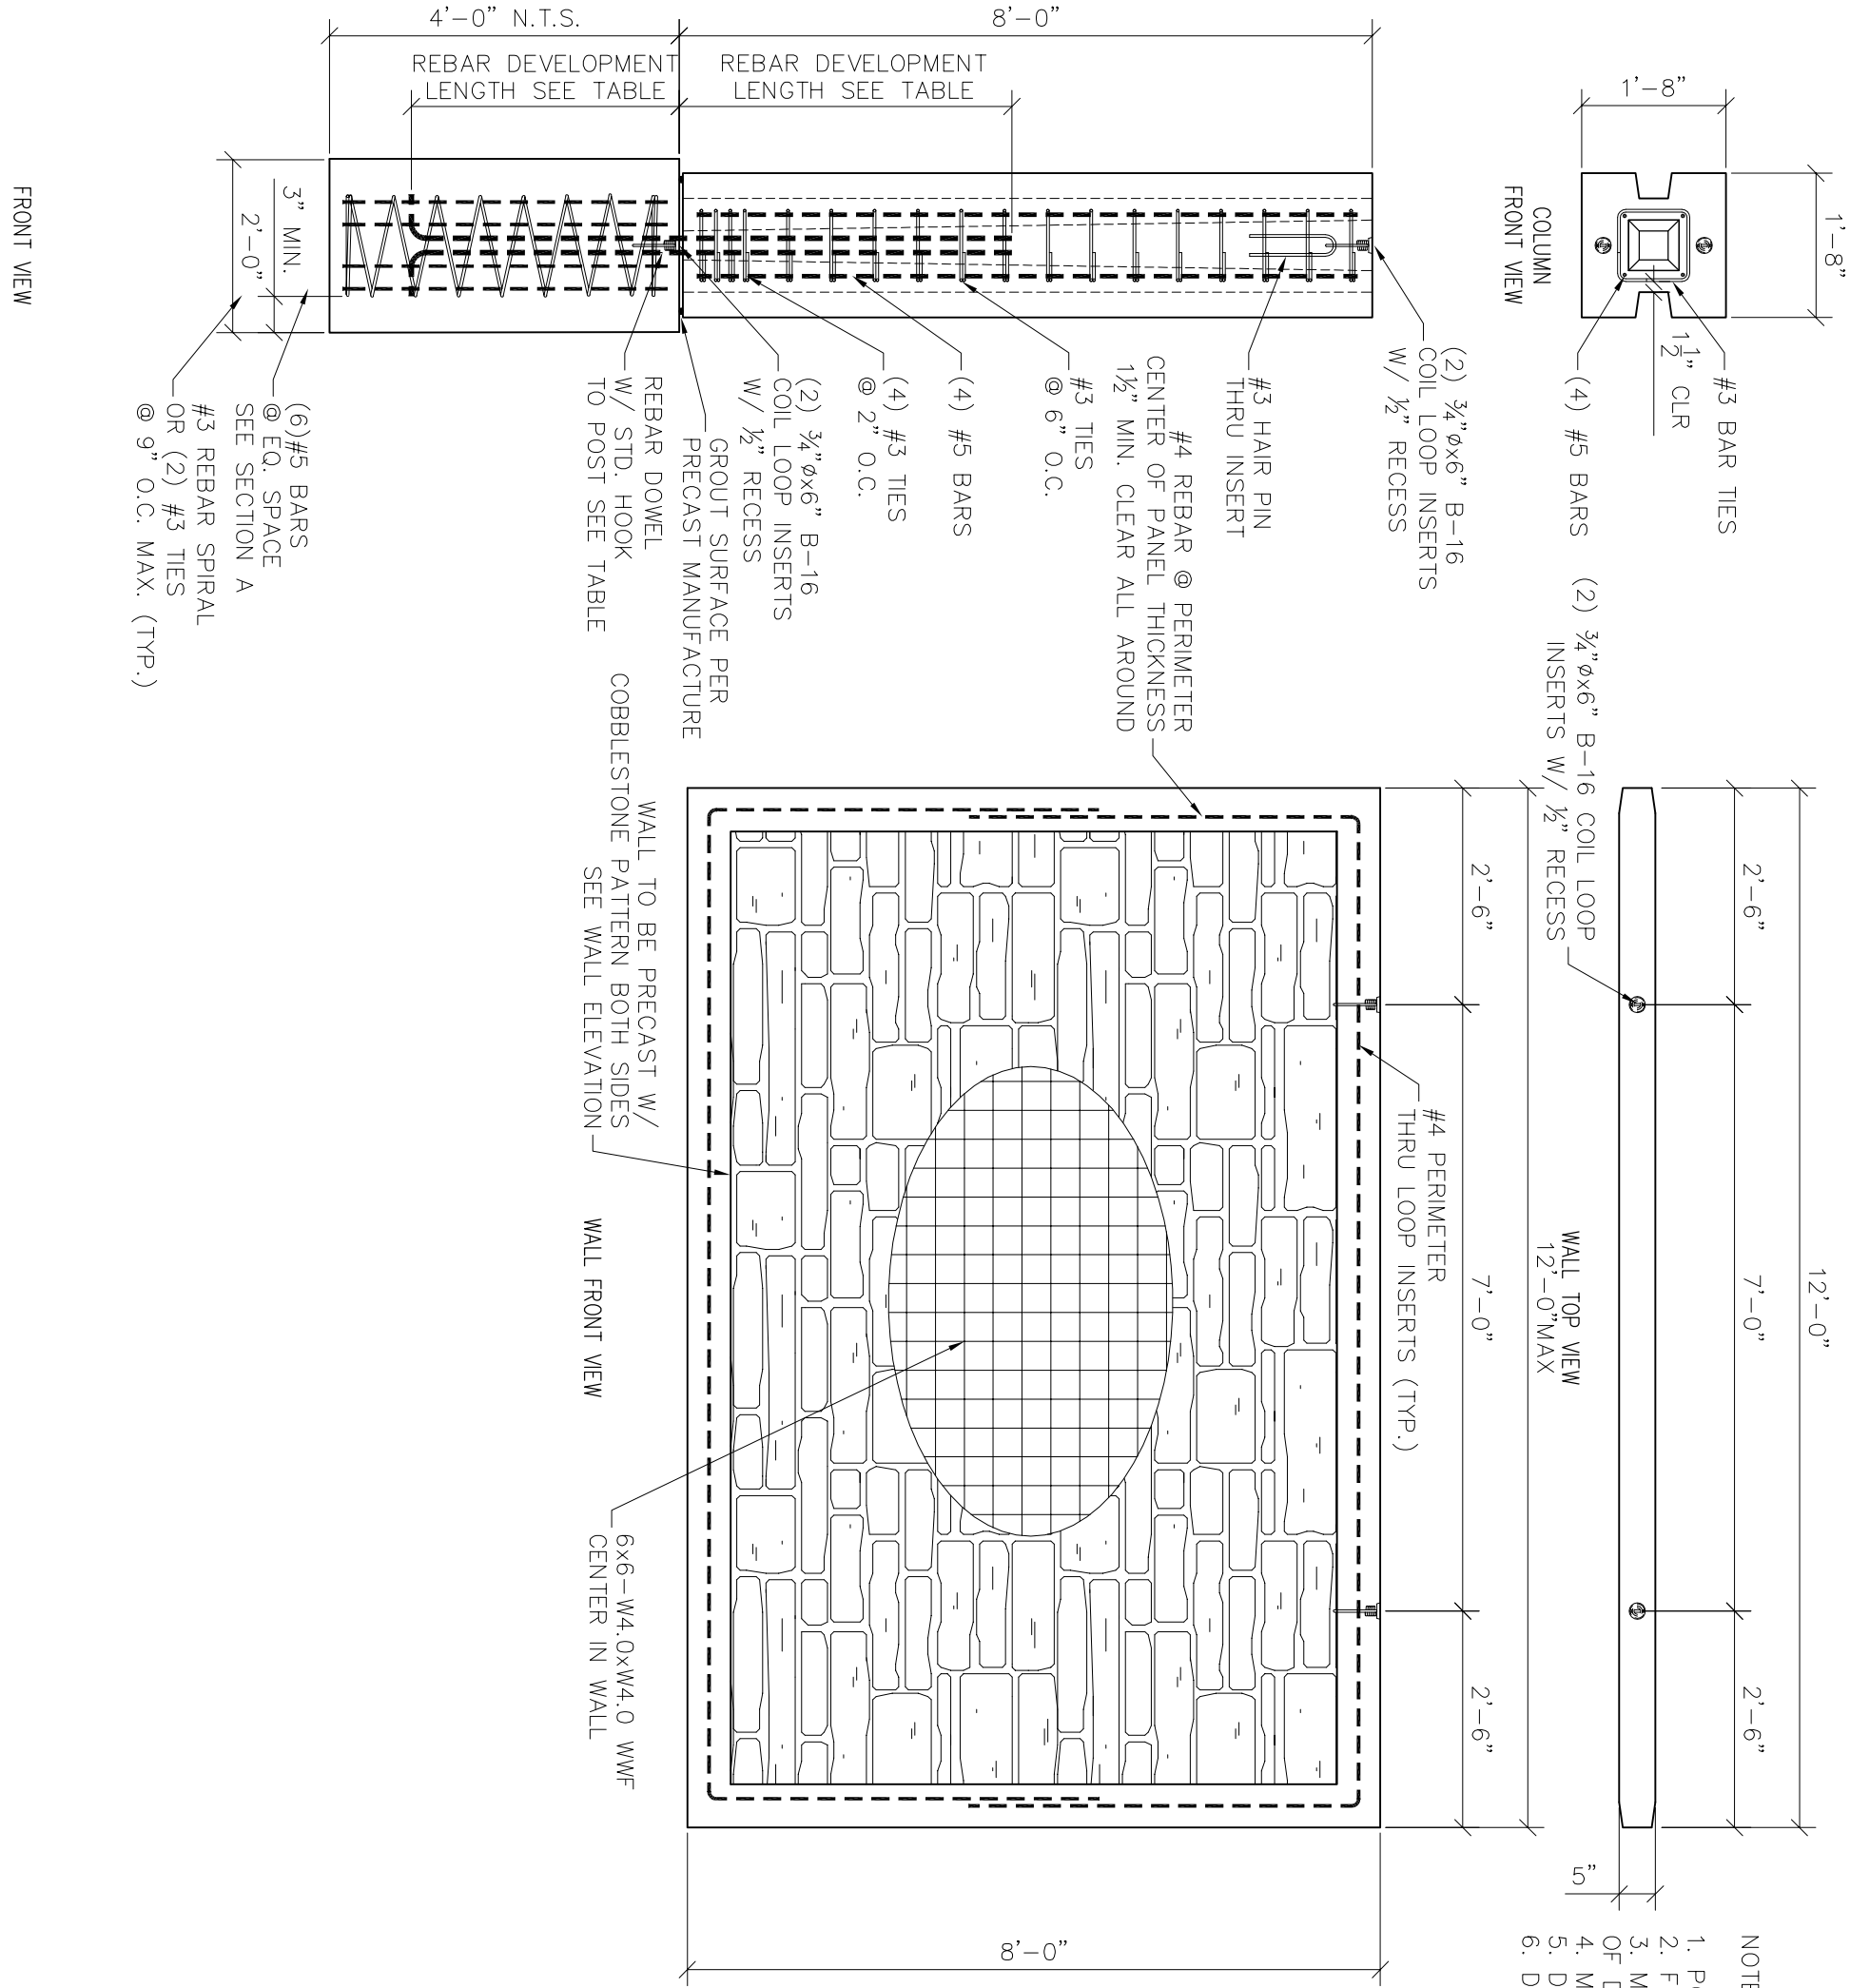 1'-8"
1'-8"
#3 BAR TIES
1½" CLR
(4) #5 BARS
COLUMN
FRONT VIEW
12'-0"
2'-6"
7'-0"
2'-6"
(2) ¾"øx6" B-16 COIL LOOP
INSERTS W/ ½" RECESS
WALL TOP VIEW
12'-0"MAX
5"
NOTE
1. P
2. F
3. M
OF D
4. M
5. D
6. D
8'-0"
4'-0" N.T.S.
REBAR DEVELOPMENT
LENGTH SEE TABLE
REBAR DEVELOPMENT
LENGTH SEE TABLE
(2) ¾"øx6" B-16
COIL LOOP INSERTS
W/ ½" RECESS
#3 HAIR PIN
THRU INSERT
#3 TIES
@ 6" O.C.
(4) #5 BARS
(4) #3 TIES
@ 2" O.C.
(2) ¾"øx6" B-16
COIL LOOP INSERTS
W/ ½" RECESS
GROUT SURFACE PER
PRECAST MANUFACTURE
REBAR DOWEL
W/ STD. HOOK
TO POST SEE TABLE
3" MIN.
2'-0"
(6)#5 BARS
@ EQ. SPACE
SEE SECTION A
#3 REBAR SPIRAL
OR (2) #3 TIES
@ 9" O.C. MAX. (TYP.)
FRONT VIEW
2'-6"
7'-0"
2'-6"
#4 PERIMETER
THRU LOOP INSERTS (TYP.)
#4 REBAR @ PERIMETER
CENTER OF PANEL THICKNESS
1½" MIN. CLEAR ALL AROUND
8'-0"
WALL TO BE PRECAST W/
COBBLESTONE PATTERN BOTH SIDES
SEE WALL ELEVATION
6x6-W4.0xW4.0 WWF
CENTER IN WALL
WALL FRONT VIEW